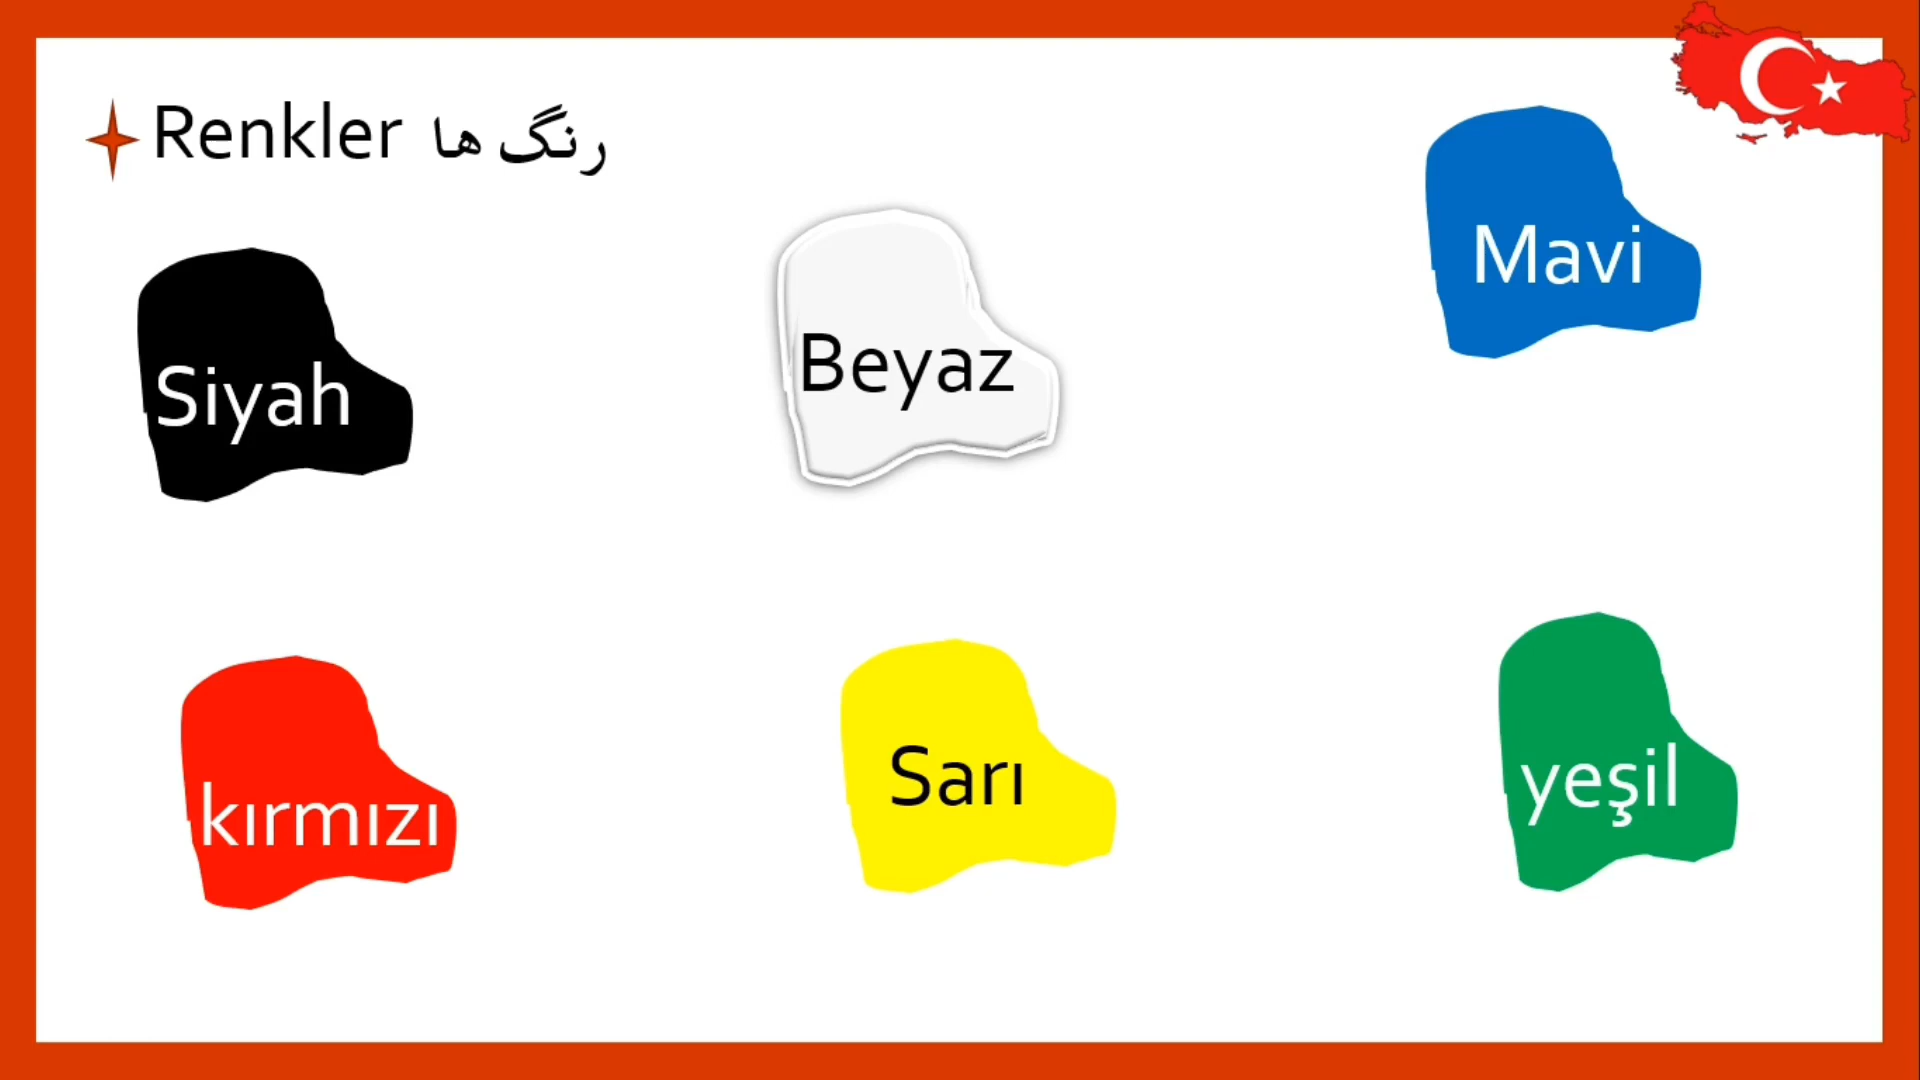 Renkler رنگ ها
Siyah
Beyaz
Mavi
kırmızı
Sarı
yeşil